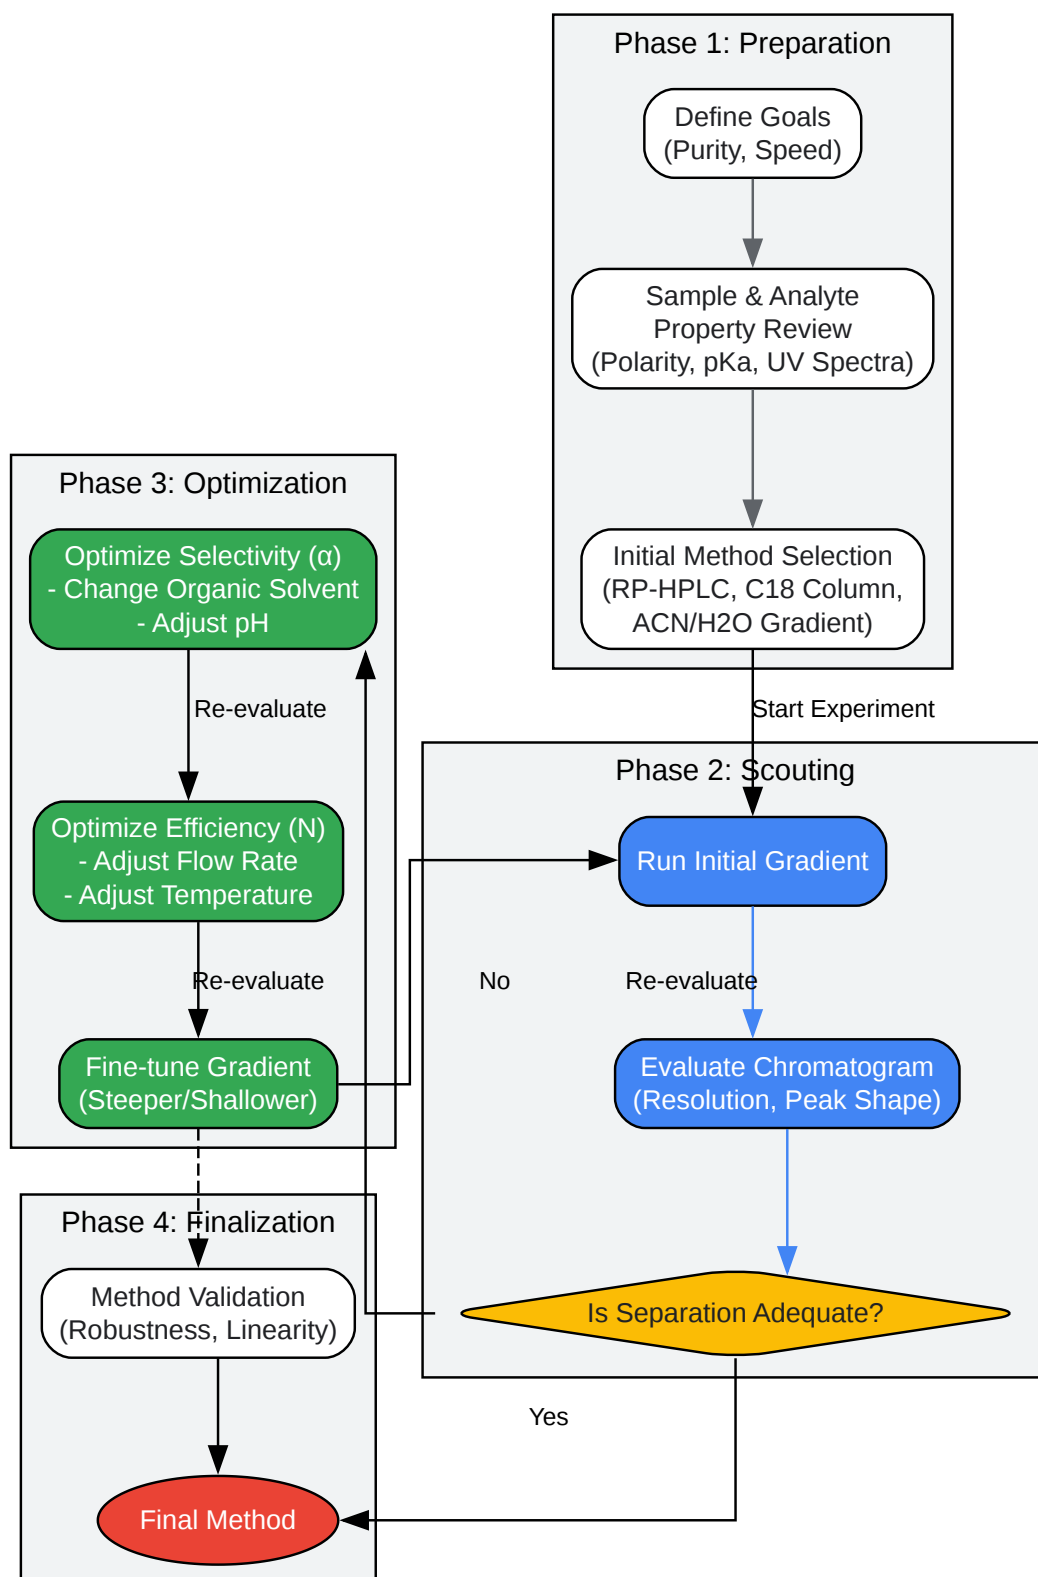 Phase 1: Preparation
Define Goals
(Purity, Speed)
Sample & Analyte
Property Review
(Polarity, pKa, UV Spectra)
Initial Method Selection
(RP-HPLC, C18 Column,
ACN/H2O Gradient)
Start Experiment
Phase 3: Optimization
Optimize Selectivity (α)
- Change Organic Solvent
- Adjust pH
Re-evaluate
Optimize Efficiency (N)
- Adjust Flow Rate
- Adjust Temperature
Re-evaluate
Fine-tune Gradient
(Steeper/Shallower)
Phase 2: Scouting
Run Initial Gradient
No
Re-evaluate
Evaluate Chromatogram
(Resolution, Peak Shape)
Is Separation Adequate?
Yes
Phase 4: Finalization
Method Validation
(Robustness, Linearity)
Final Method